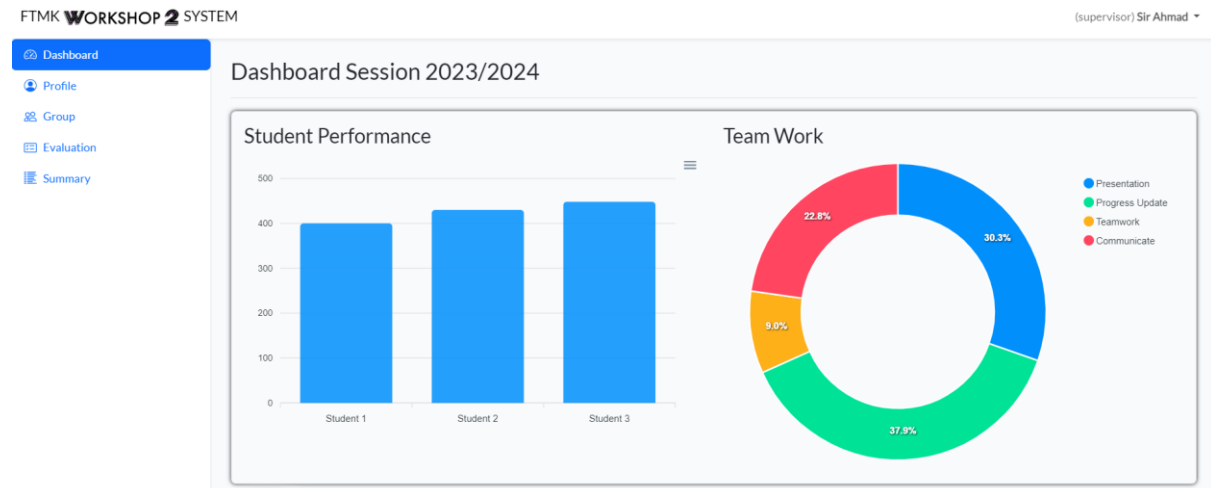 FTMK WORKSHOP 2 SYSTEM
(supervisor) Sir Ahmad
Dashboard
Profile
Group
Evaluation
Summary
Dashboard Session 2023/2024
Student Performance
500
400
300
200
100
0
Student 1 Student 2 Student 3
Team Work
22.8%
30.3%
9.0%
37.9%
Presentation
Progress Update
Teamwork
Communicate